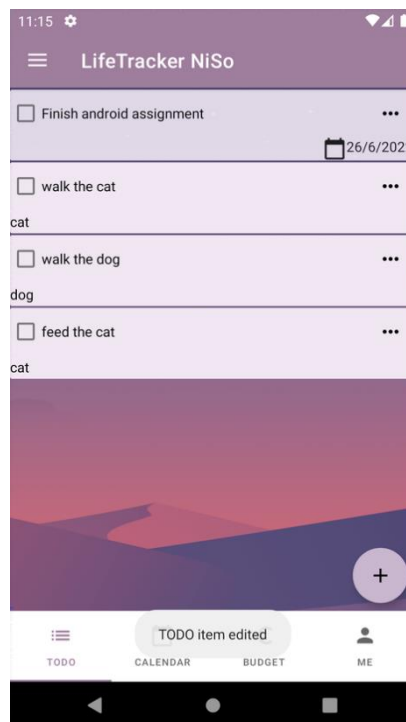 11:15
LifeTracker NiSo
Finish android assignment
26/6/202
walk the cat
cat
walk the dog
dog
feed the cat
cat
TODO item edited
TODO CALENDAR BUDGET ME